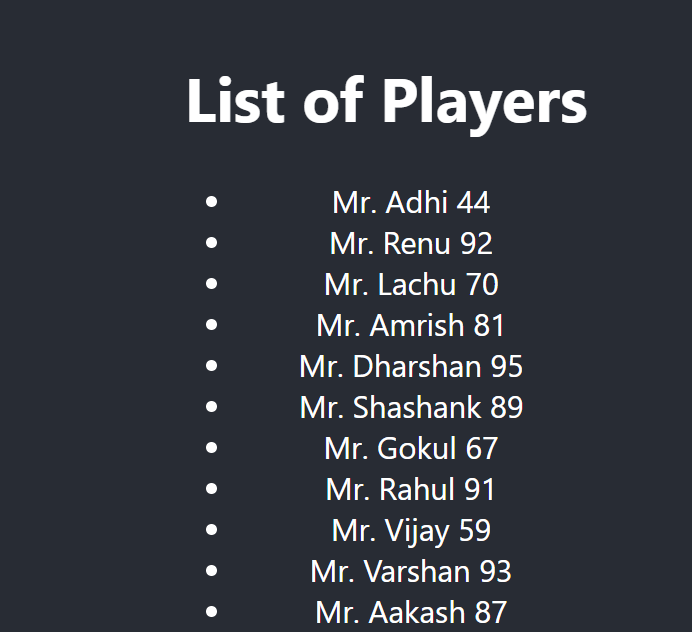 List of Players
Mr. Adhi 44
Mr. Renu 92
Mr. Lachu 70
Mr. Amrish 81
Mr. Dharshan 95
Mr. Shashank 89
Mr. Gokul 67
Mr. Rahul 91
Mr. Vijay 59
Mr. Varshan 93
Mr. Aakash 87